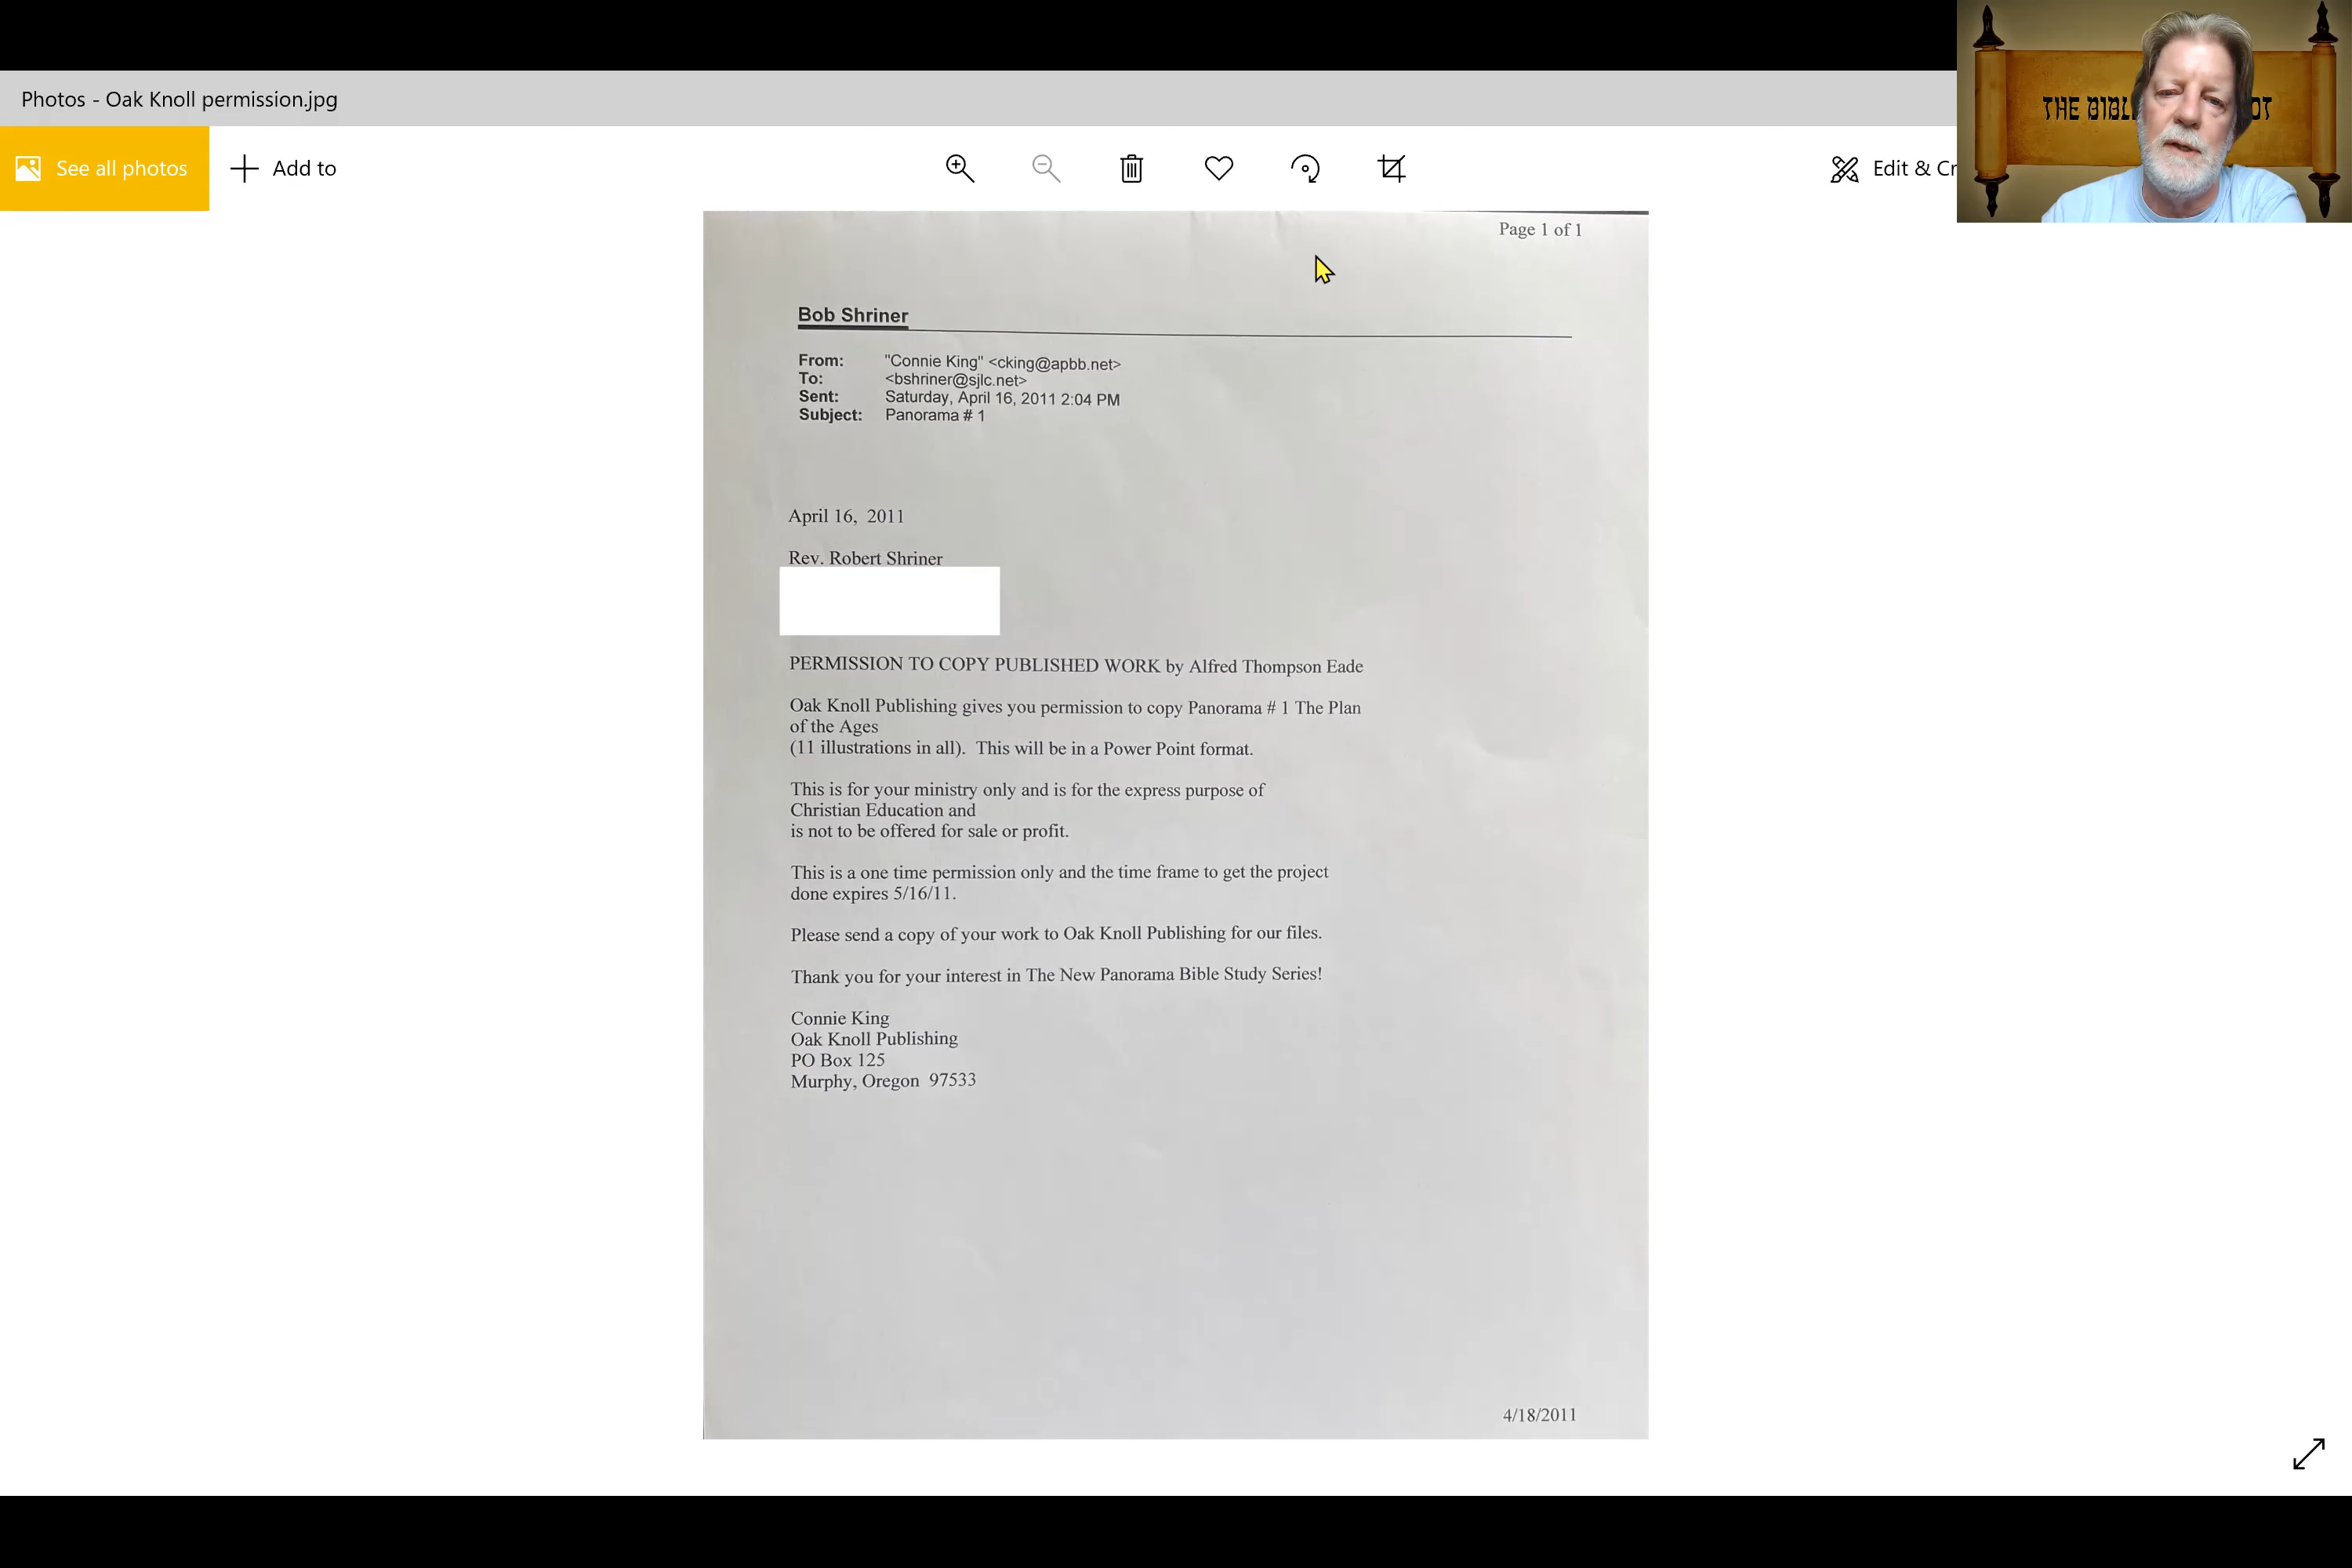 Photos - Oak Knoll permission.jpg
See all photos
Add to
Edit & Cr
THE BIBL
OT
Page 1 of 1
Bob Shriner
From: "Connie King" <cking@apbb.net>
To: <bshriner@sjlc.net>
Sent: Saturday, April 16, 2011 2:04 PM
Subject: Panorama # 1
April 16, 2011
Rev. Robert Shriner
PERMISSION TO COPY PUBLISHED WORK by Alfred Thompson Eade
Oak Knoll Publishing gives you permission to copy Panorama # 1 The Plan
of the Ages
(11 illustrations in all). This will be in a Power Point format.
This is for your ministry only and is for the express purpose of
Christian Education and
is not to be offered for sale or profit.
This is a one time permission only and the time frame to get the project
done expires 5/16/11.
Please send a copy of your work to Oak Knoll Publishing for our files.
Thank you for your interest in The New Panorama Bible Study Series!
Connie King
Oak Knoll Publishing
PO Box 125
Murphy, Oregon 97533
4/18/2011